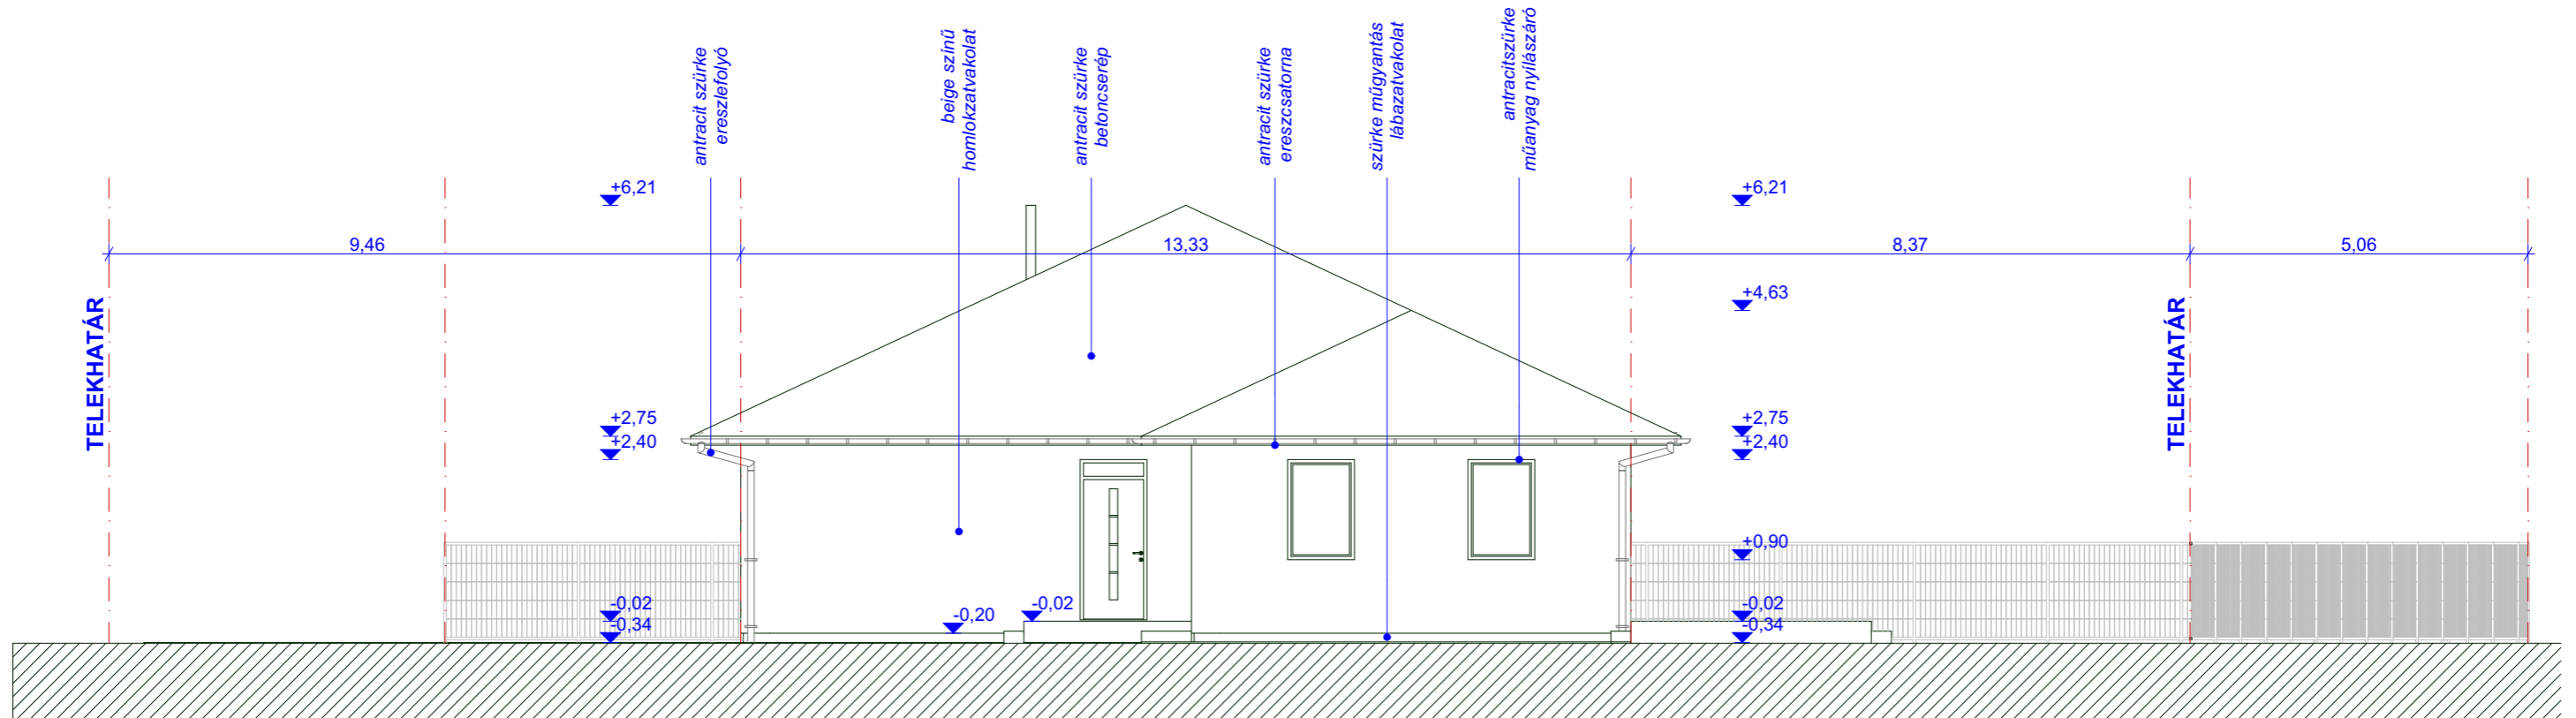 antracit szürke
ereszlefolyó
beige színű
homlokzatvakolat
antracit szürke
betoncserép
antracit szürke
ereszcsatorna
szürke műgyantás
lábazatvakolat
antracitszürke
műanyag nyílászáró
+6,21
+6,21
9,46
13,33
8,37
5,06
TELEKHATÁR
+4,63
TELEKHATÁR
+2,75
+2,40
+2,75
+2,40
+0,90
-0,02
-0,34
-0,20
-0,02
-0,02
-0,34